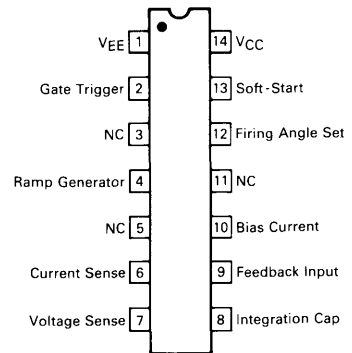 VEE 1 14 VCC
Gate Trigger 2 13 Soft-Start
NC 3 12 Firing Angle Set
Ramp Generator 4 11 NC
NC 5 10 Bias Current
Current Sense 6 9 Feedback Input
Voltage Sense 7 8 Integration Cap